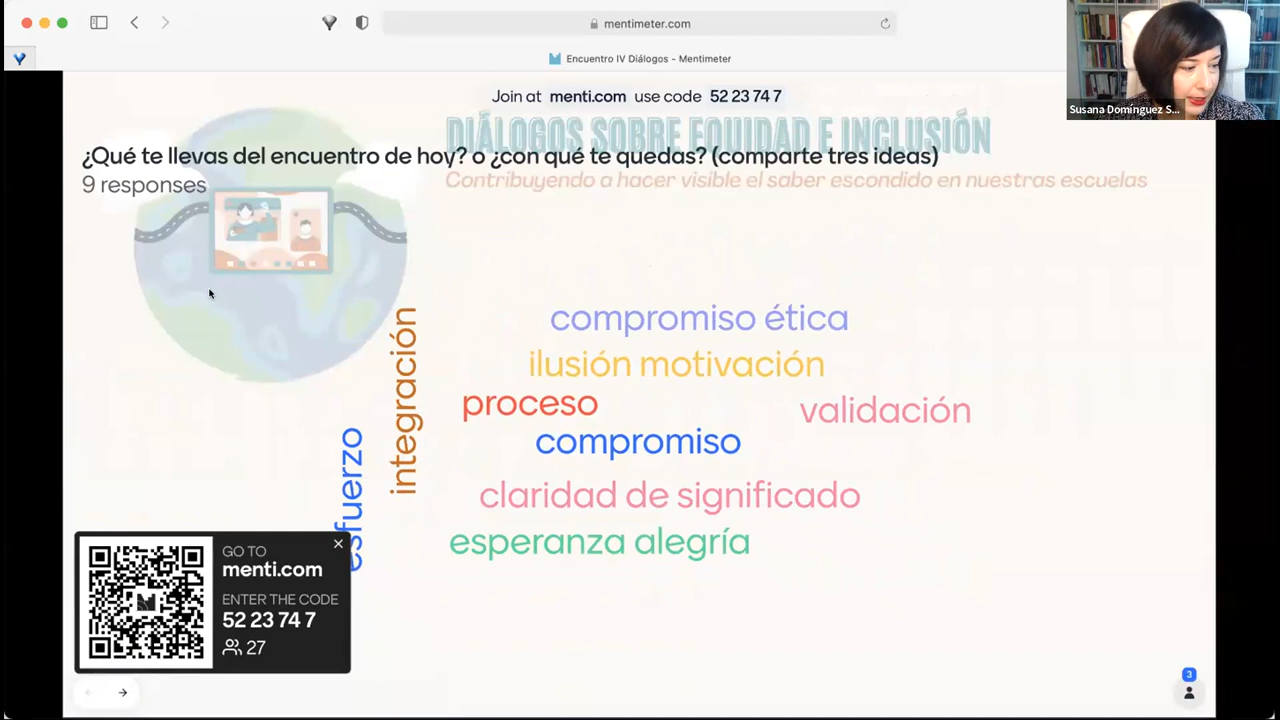 mentimeter.com
Encuentro IV Diálogos - Mentimeter
Susana Domínguez S...
Join at menti.com use code 52 23 74 7
DIÁLOGOS SOBRE EQUIDAD E INCLUSIÓN
¿Qué te llevas del encuentro de hoy? o ¿con qué te quedas? (comparte tres ideas)
Contribuyendo a hacer visible el saber escondido en nuestras escuelas
9 responses
compromiso ética
ilusión motivación
integración
proceso
validación
compromiso
esfuerzo
claridad de significado
esperanza alegría
GO TO
menti.com
ENTER THE CODE
52 23 74 7
27
3